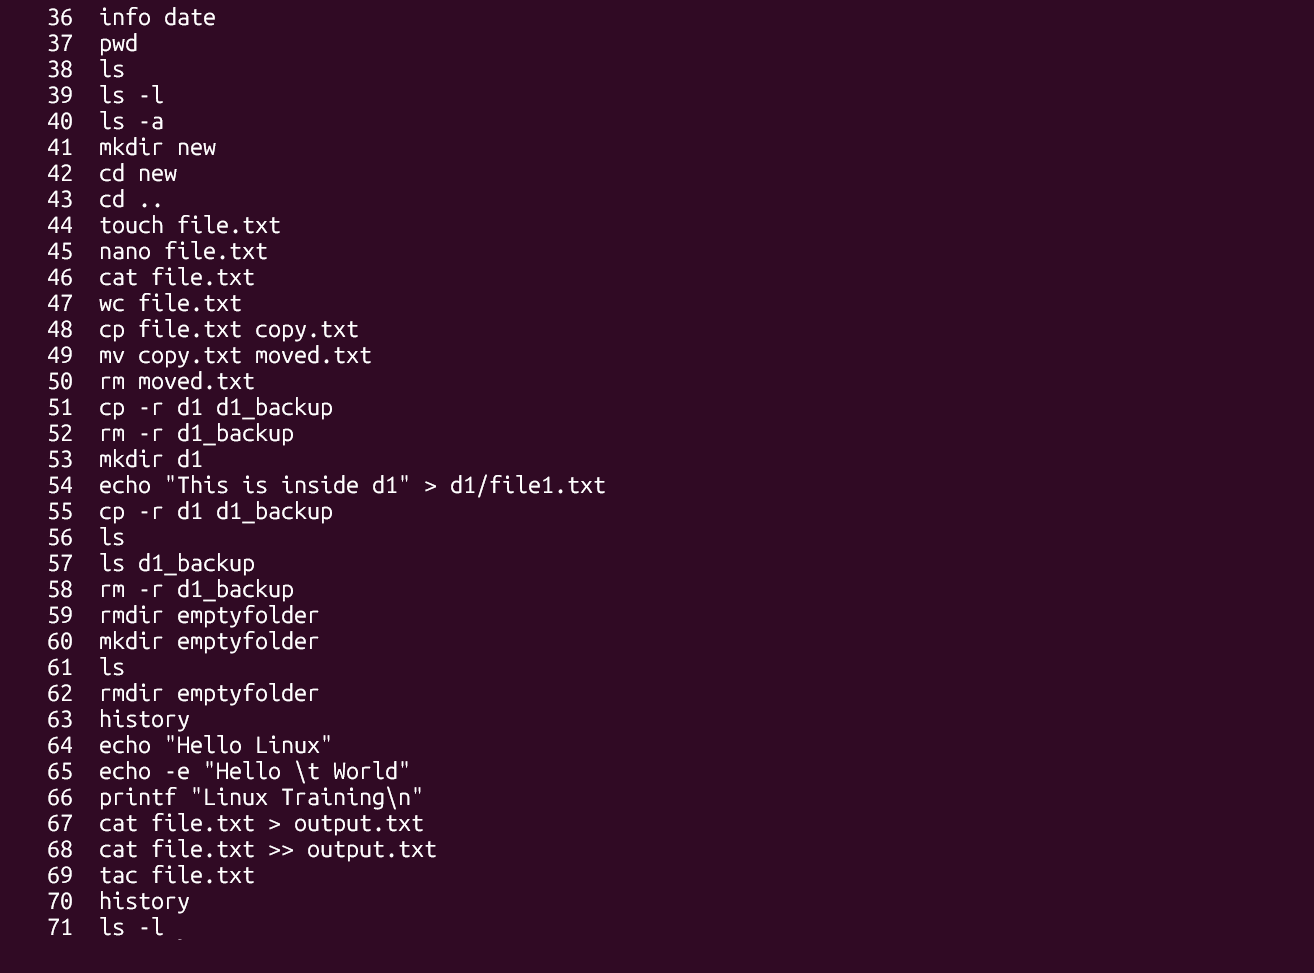 36 info date
37 pwd
38 ls
39 ls -l
40 ls -a
41 mkdir new
42 cd new
43 cd ..
44 touch file.txt
45 nano file.txt
46 cat file.txt
47 wc file.txt
48 cp file.txt copy.txt
49 mv copy.txt moved.txt
50 rm moved.txt
51 cp -r d1 d1_backup
52 rm -r d1_backup
53 mkdir d1
54 echo "This is inside d1" > d1/file1.txt
55 cp -r d1 d1_backup
56 ls
57 ls d1_backup
58 rm -r d1_backup
59 rmdir emptyfolder
60 mkdir emptyfolder
61 ls
62 rmdir emptyfolder
63 history
64 echo "Hello Linux"
65 echo -e "Hello \t World"
66 printf "Linux Training\n"
67 cat file.txt > output.txt
68 cat file.txt >> output.txt
69 tac file.txt
70 history
71 ls -l